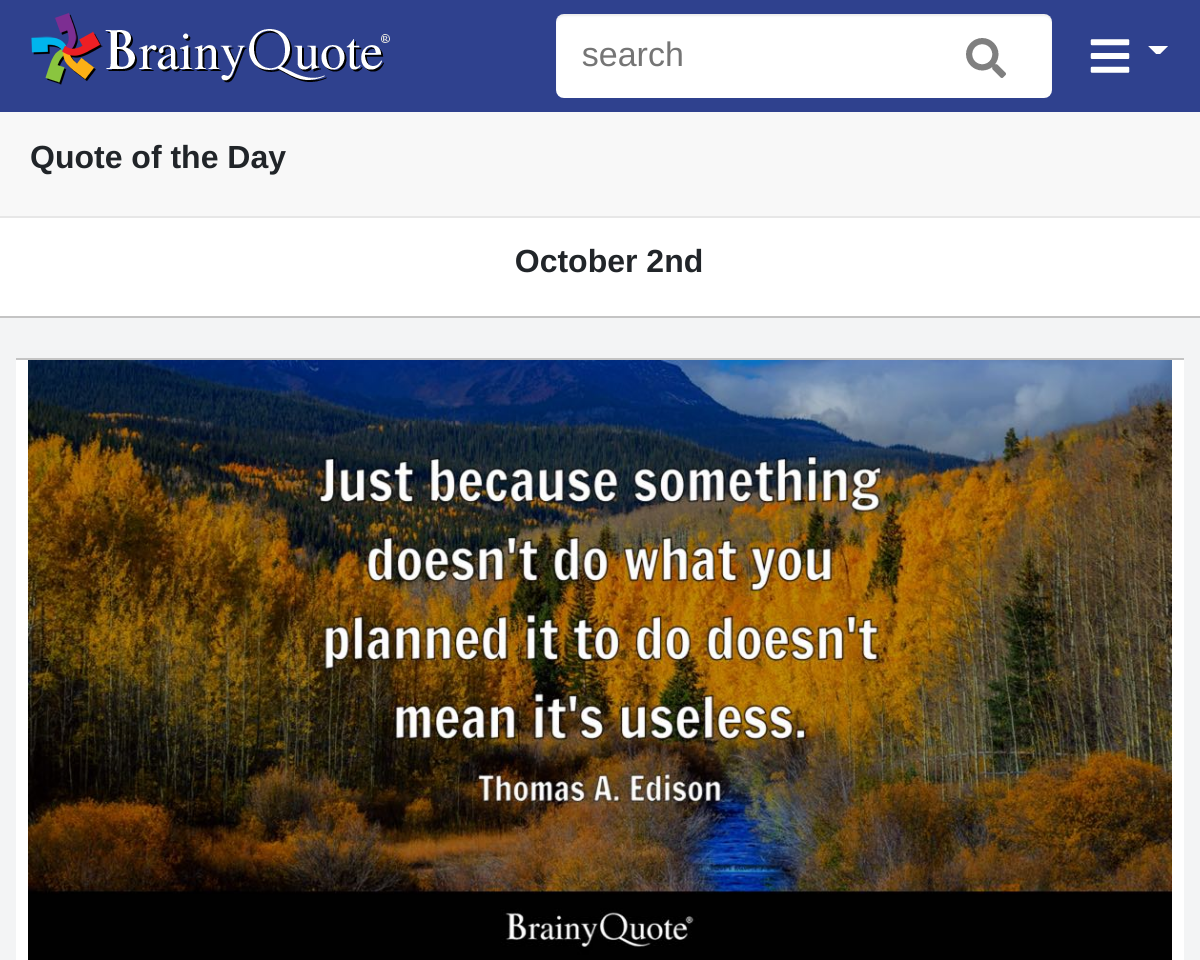 BrainyQuote®
search
Quote of the Day
October 2nd
Just because something
doesn't do what you
planned it to do doesn't
mean it's useless.
Thomas A. Edison
BrainyQuote®